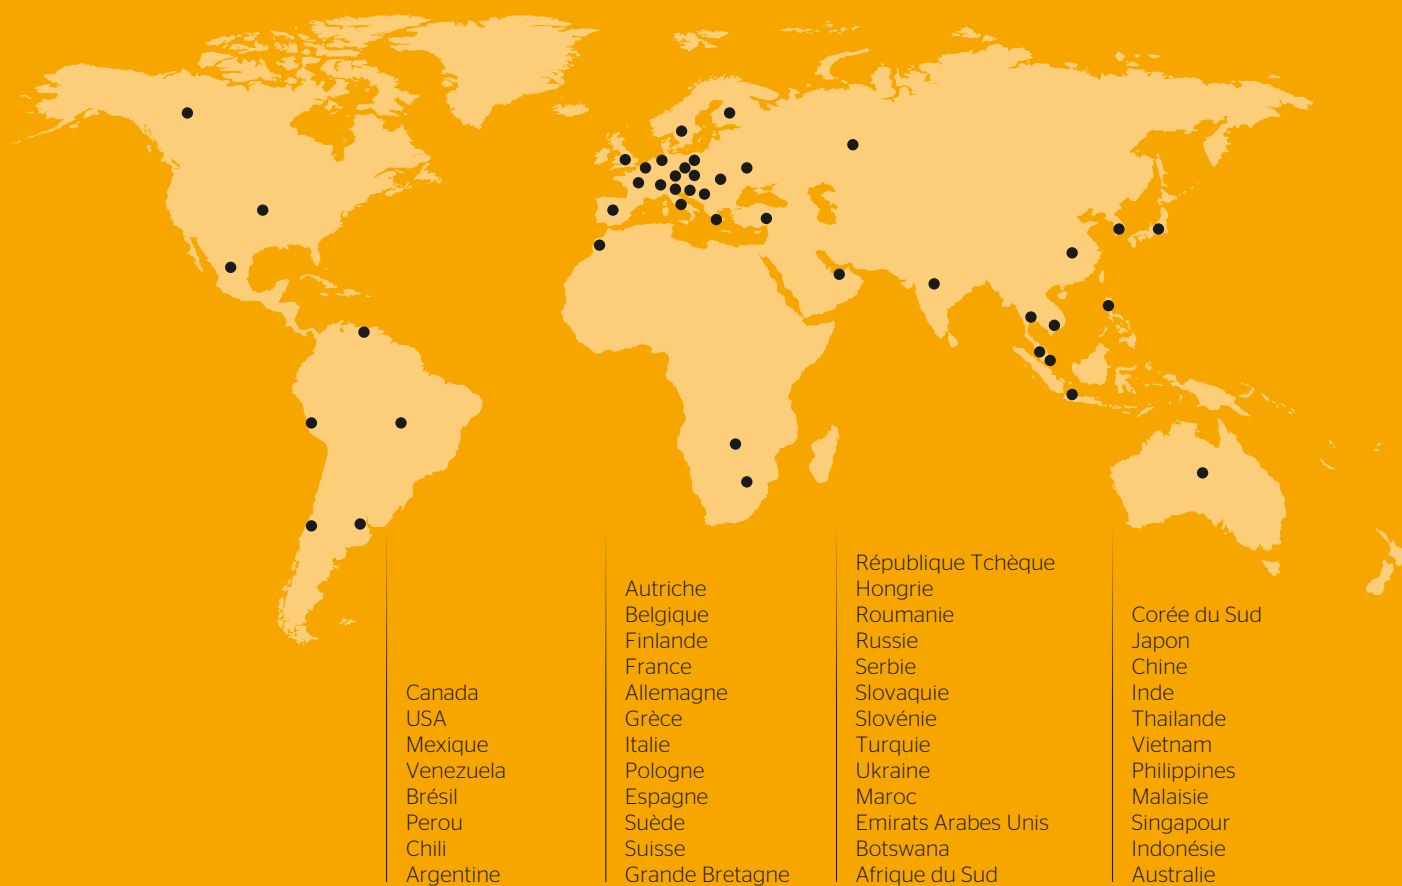 Canada
USA
Mexique
Venezuela
Brésil
Perou
Chili
Argentine
Autriche
Belgique
Finlande
France
Allemagne
Grèce
Italie
Pologne
Espagne
Suède
Suisse
Grande Bretagne
République Tchèque
Hongrie
Roumanie
Russie
Serbie
Slovaquie
Slovénie
Turquie
Ukraine
Maroc
Emirats Arabes Unis
Botswana
Afrique du Sud
Corée du Sud
Japon
Chine
Inde
Thailande
Vietnam
Philippines
Malaisie
Singapour
Indonésie
Australie